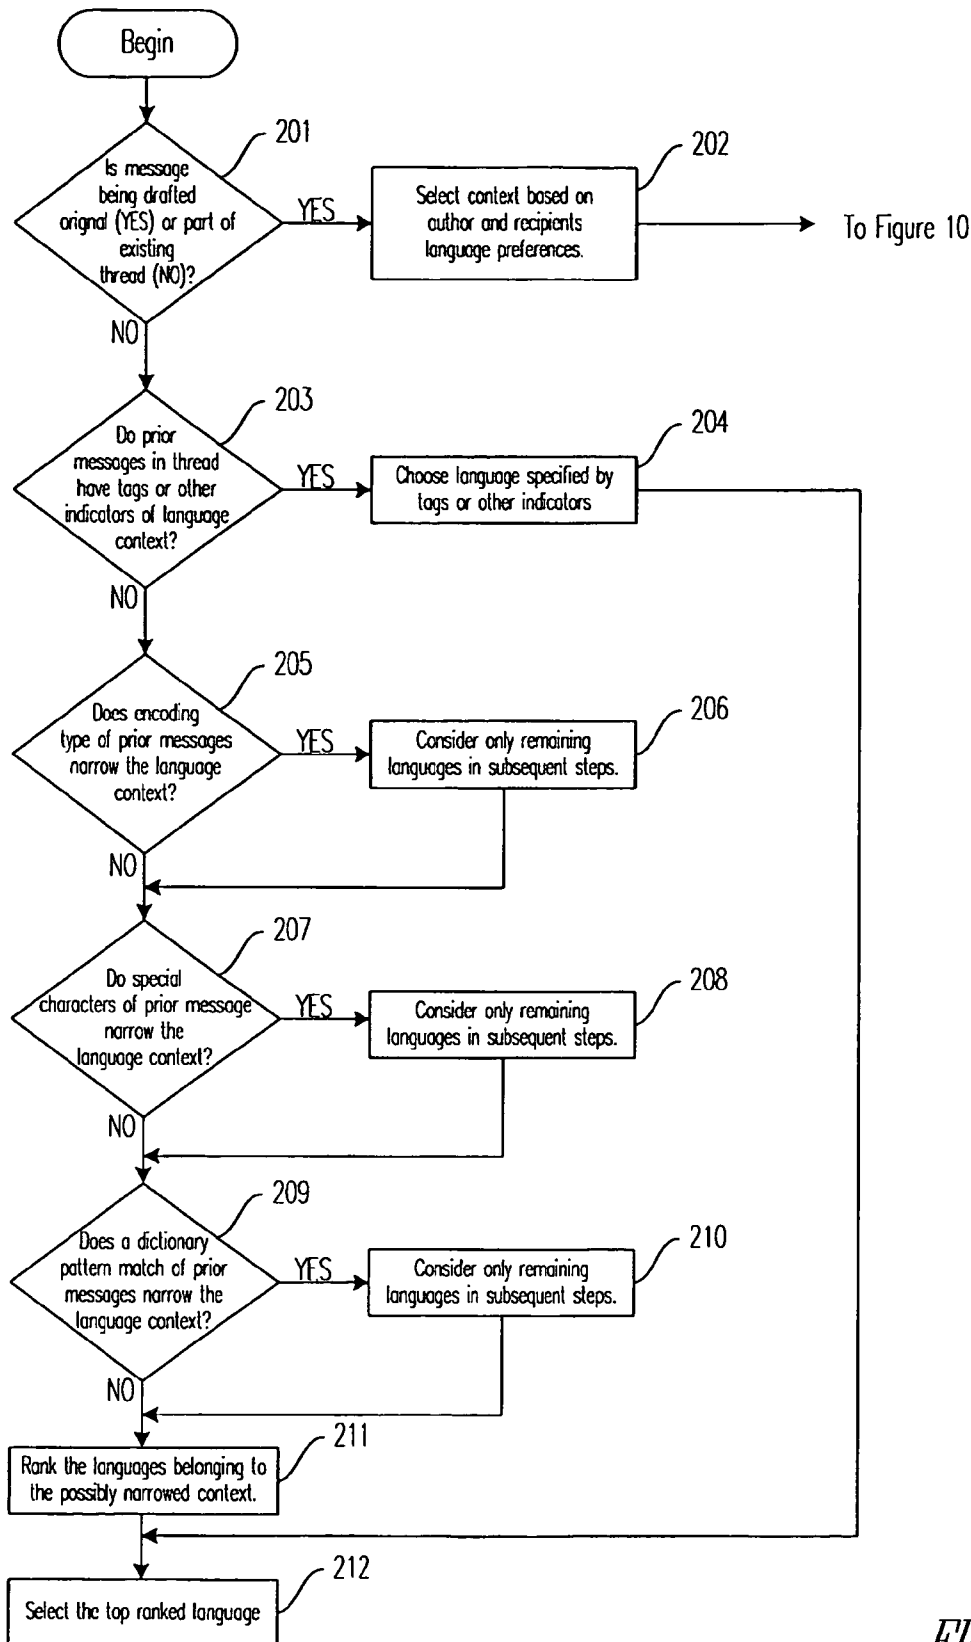 Begin
201
Is message
being drafted
orignal (YES) or part of
existing
thread (NO)?
YES
202
Select context based on
author and recipients
language preferences.
To Figure 10
NO
203
Do prior
messages in thread
have tags or other
indicators of language
context?
YES
204
Choose language specified by
tags or other indicators
NO
205
Does encoding
type of prior messages
narrow the language
context?
YES
206
Consider only remaining
languages in subsequent steps.
NO
207
Do special
characters of prior message
narrow the
language context?
YES
208
Consider only remaining
languages in subsequent steps.
NO
209
Does a dictionary
pattern match of prior
messages narrow the
language context?
YES
210
Consider only remaining
languages in subsequent steps.
NO
211
Rank the languages belonging to
the possibly narrowed context.
212
Select the top ranked language